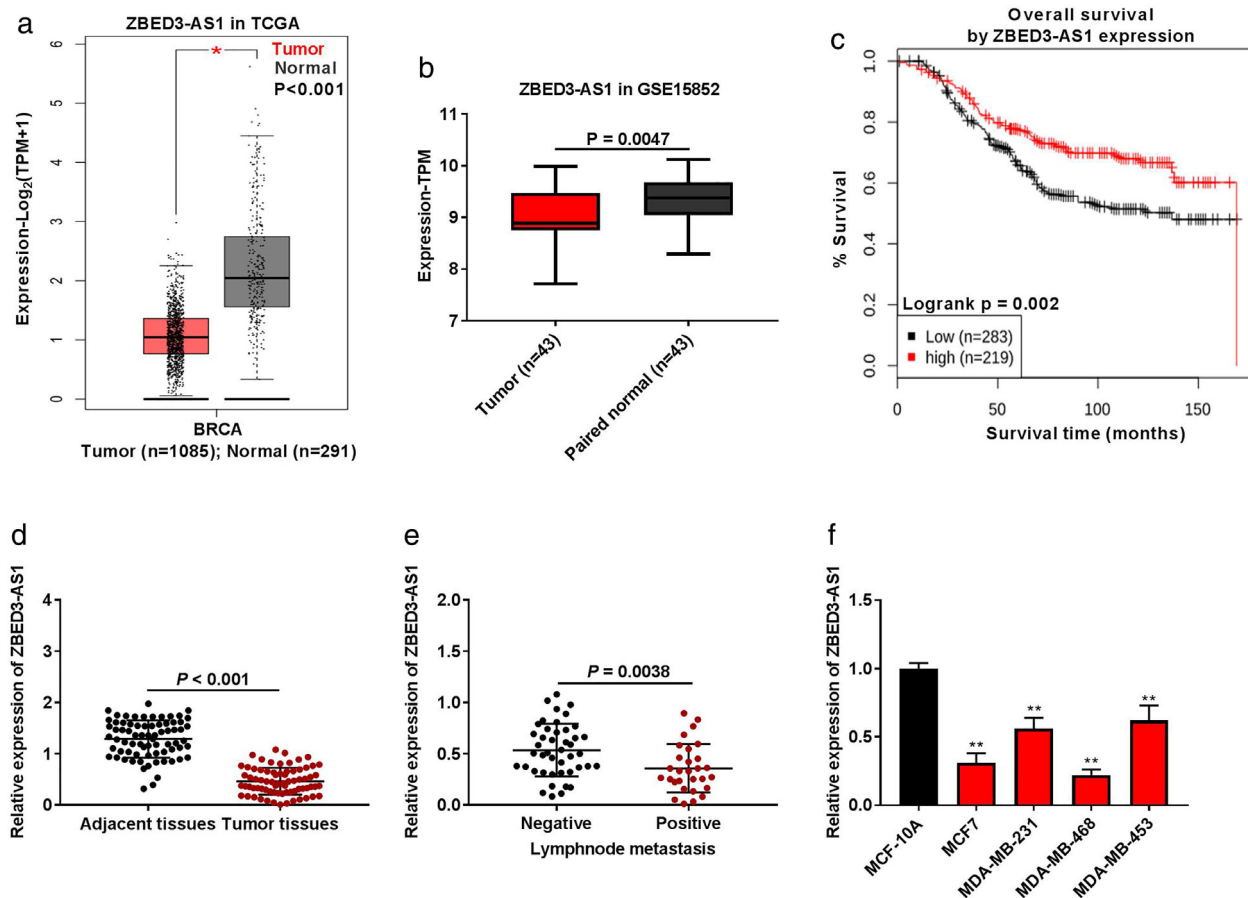 a
ZBED3-AS1 in TCGA
6
5
4
3
2
1
0
Expression-Log2(TPM+1)
*
Tumor
Normal
P<0.001
BRCA
Tumor (n=1085); Normal (n=291)
b
ZBED3-AS1 in GSE15852
11
10
9
8
7
Expression-TPM
P = 0.0047
Tumor (n=43)
Paired normal (n=43)
c
Overall survival
by ZBED3-AS1 expression
1.0
0.8
0.6
0.4
0.2
0.0
% Survival
Logrank p = 0.002
Low (n=283)
high (n=219)
0 50 100 150
Survival time (months)
d
Relative expression of ZBED3-AS1
4
3
2
1
0
P < 0.001
Adjacent tissues Tumor tissues
e
Relative expression of ZBED3-AS1
2.0
1.5
1.0
0.5
0.0
P = 0.0038
Negative Positive
Lymphnode metastasis
f
Relative expression of ZBED3-AS1
1.5
1.0
0.5
0.0
**
**
**
**
MCF-10A
MCF7
MDA-MB-231
MDA-MB-468
MDA-MB-453